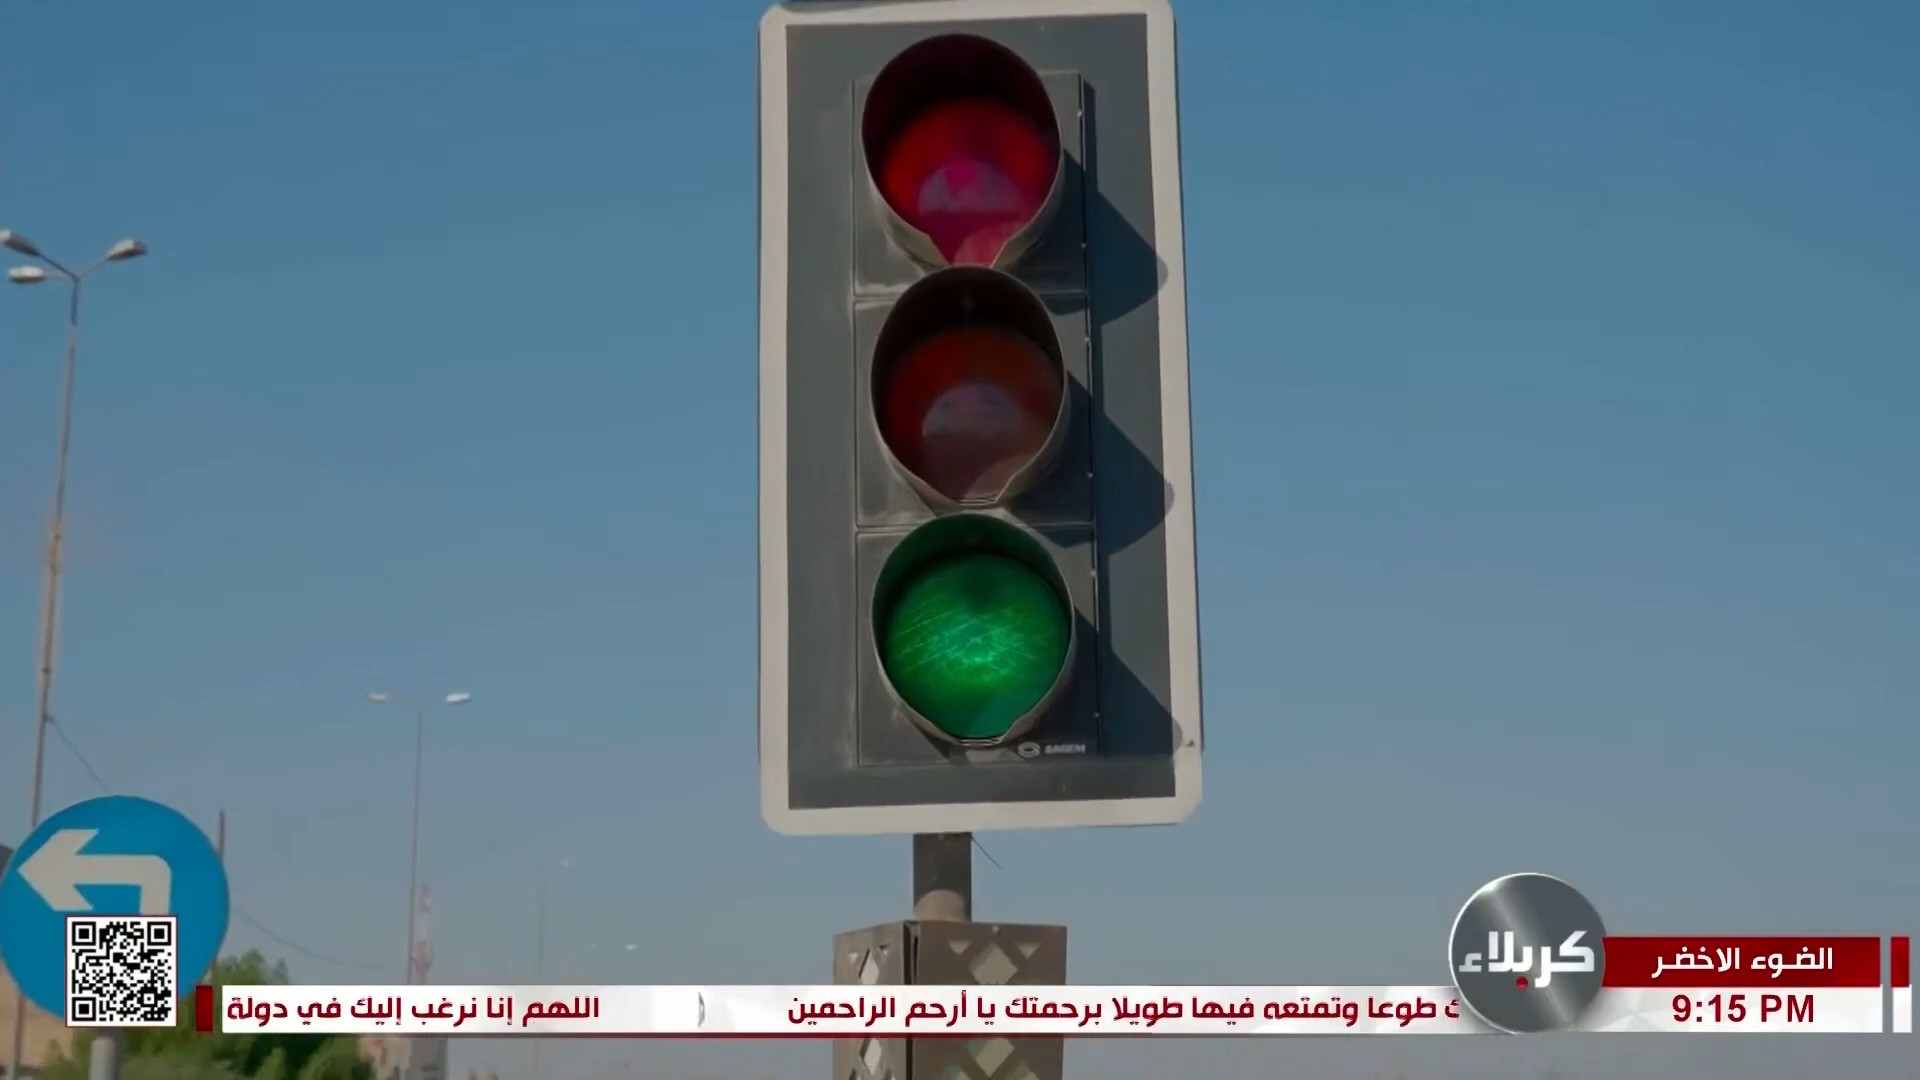 SAGEM
كربلاء
الضوء الاخضر
9:15 PM
ك طوعا وتمتعه فيها طويلا برحمتك يا أرحم الراحمين
اللهم إنا نرغب إليك في دولة